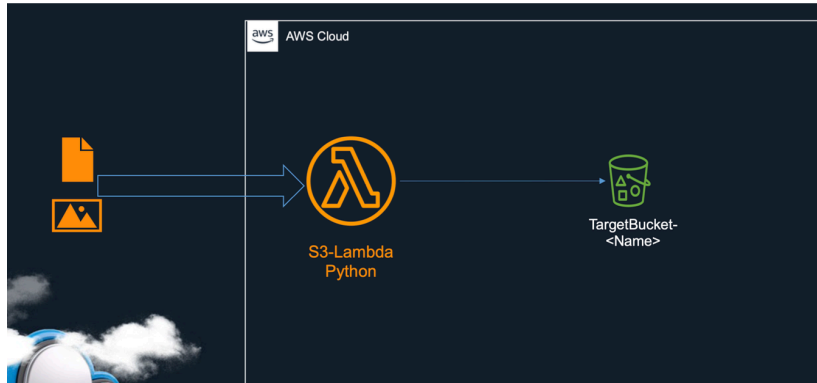 aws
AWS Cloud
S3-Lambda
Python
TargetBucket-
<Name>